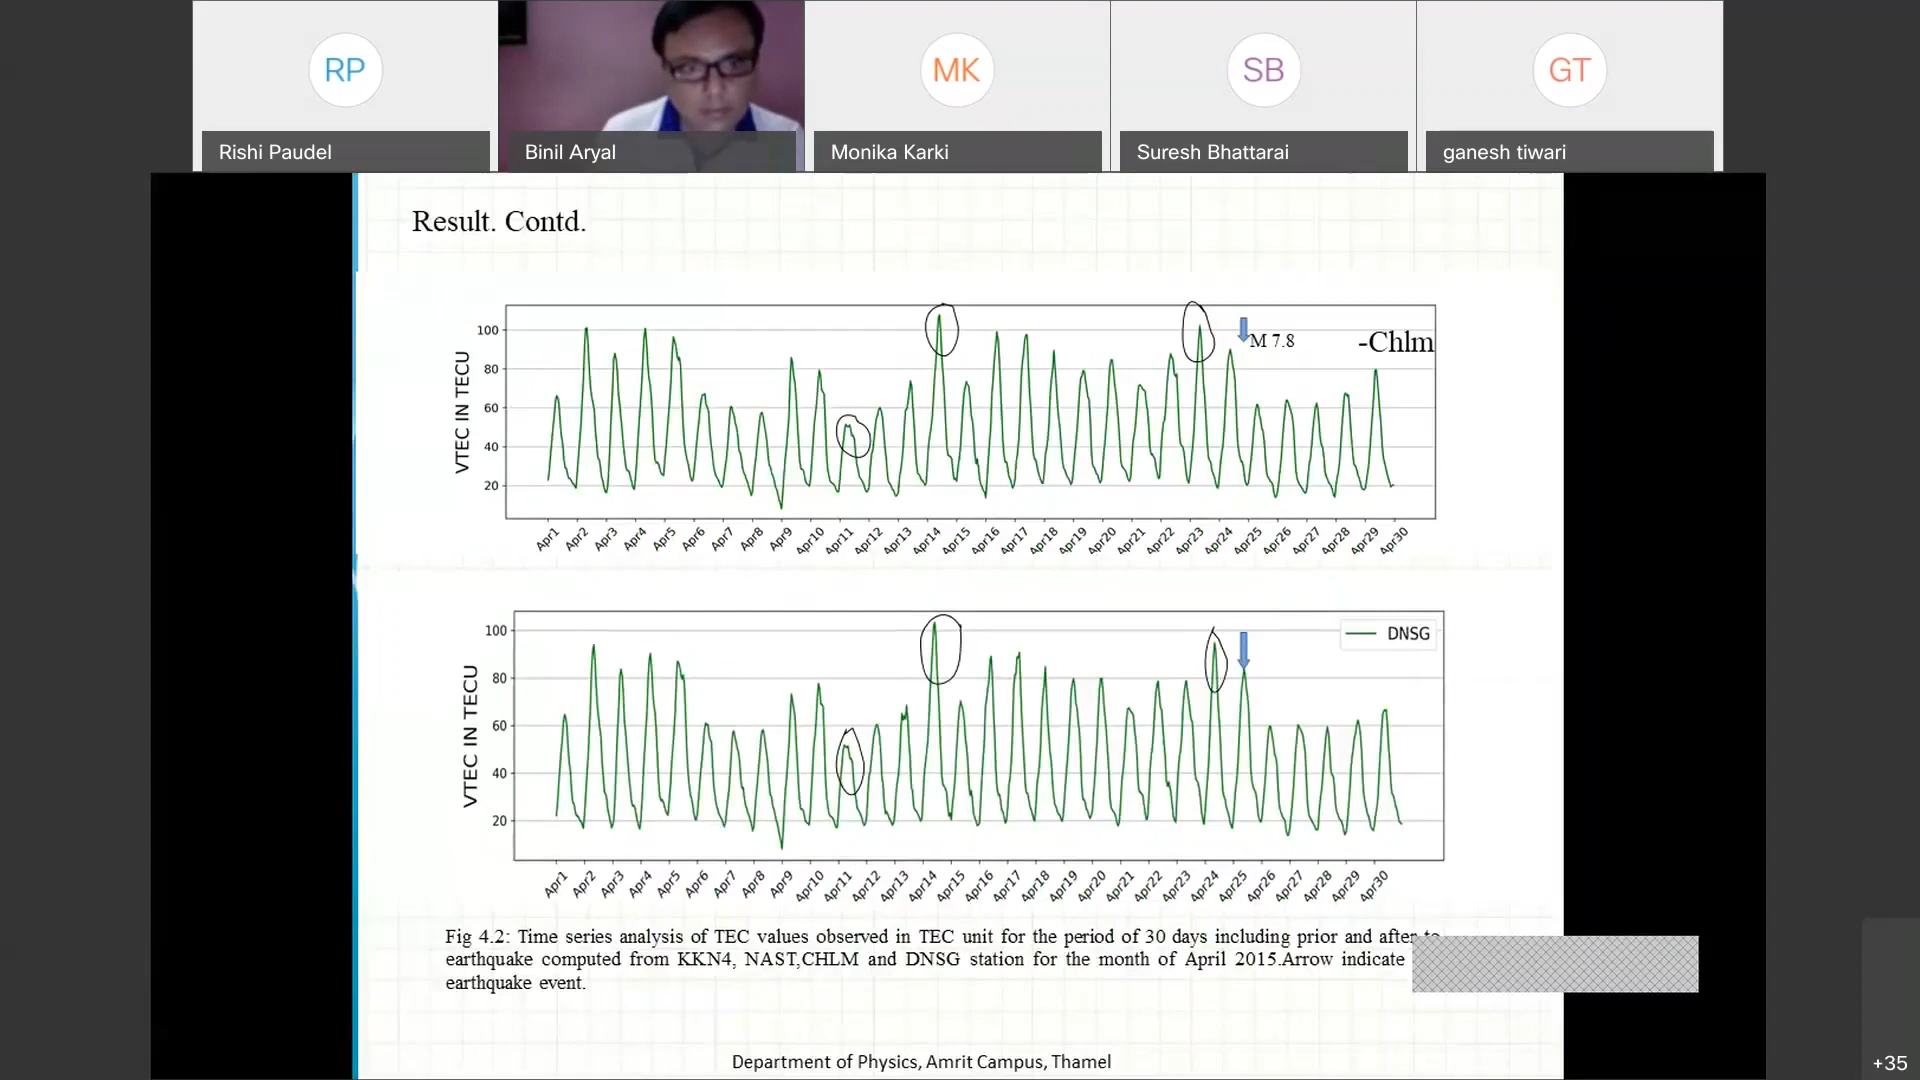 RP
MK
SB
GT
Rishi Paudel
Binil Aryal
Monika Karki
Suresh Bhattarai
ganesh tiwari
Result. Contd.
VTEC IN TECU
100
80
60
40
20
M 7.8
-Chlm
Apr1
Apr2
Apr3
Apr4
Apr5
Apr6
Apr7
Apr8
Apr9
Apr10
Apr11
Apr12
Apr13
Apr14
Apr15
Apr16
Apr17
Apr18
Apr19
Apr20
Apr21
Apr22
Apr23
Apr24
Apr25
Apr26
Apr27
Apr28
Apr29
Apr30
VTEC IN TECU
100
80
60
40
20
DNSG
Apr1
Apr2
Apr3
Apr4
Apr5
Apr6
Apr7
Apr8
Apr9
Apr10
Apr11
Apr12
Apr13
Apr14
Apr15
Apr16
Apr17
Apr18
Apr19
Apr20
Apr21
Apr22
Apr23
Apr24
Apr25
Apr26
Apr27
Apr28
Apr29
Apr30
Fig 4.2: Time series analysis of TEC values observed in TEC unit for the period of 30 days including prior and after to
earthquake computed from KKN4, NAST,CHLM and DNSG station for the month of April 2015.Arrow indicate
earthquake event.
Department of Physics, Amrit Campus, Thamel
+35